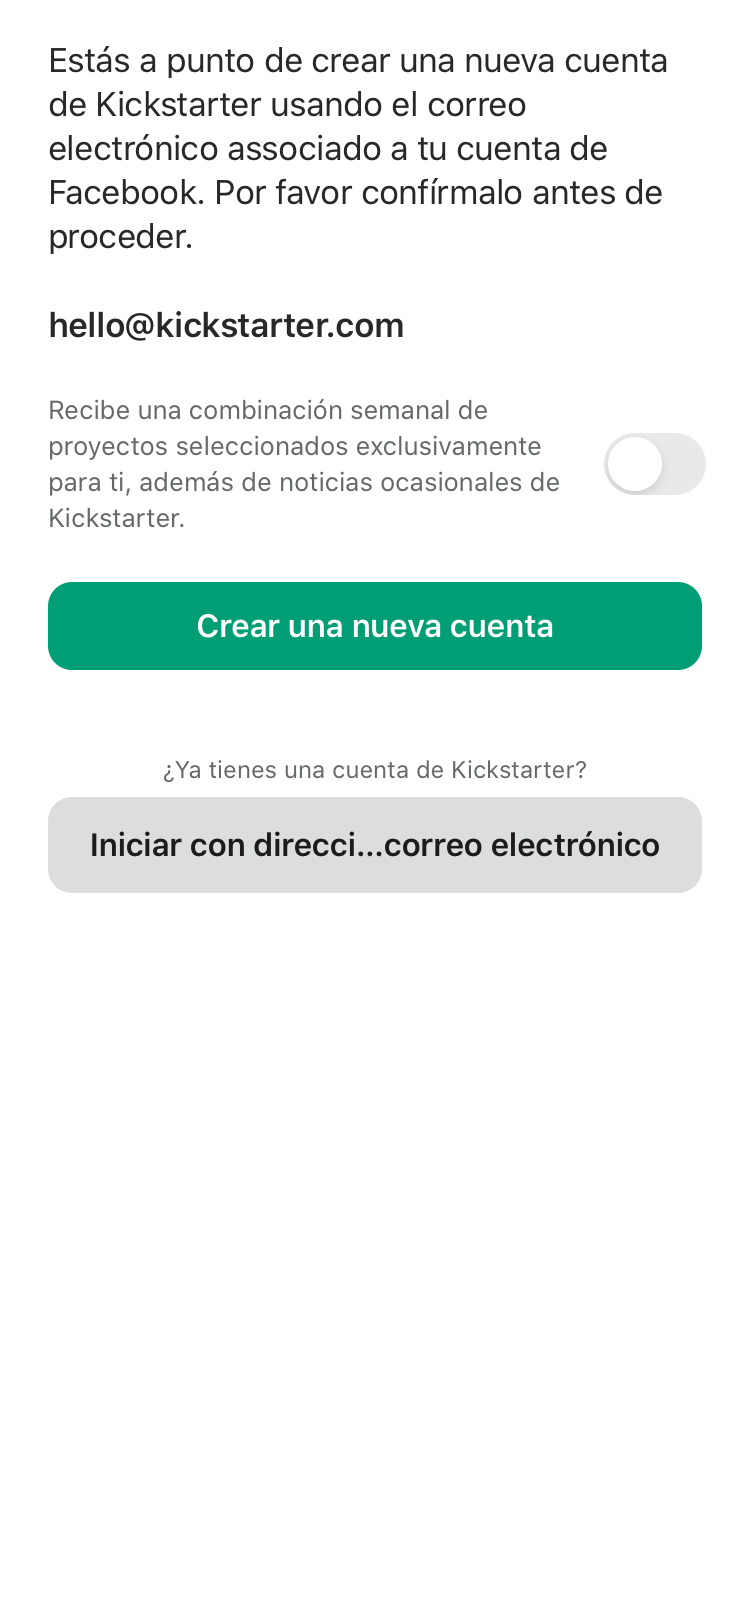 Estás a punto de crear una nueva cuenta
de Kickstarter usando el correo
electrónico associado a tu cuenta de
Facebook. Por favor confírmalo antes de
proceder.
hello@kickstarter.com
Recibe una combinación semanal de
proyectos seleccionados exclusivamente
para ti, además de noticias ocasionales de
Kickstarter.
Crear una nueva cuenta
¿Ya tienes una cuenta de Kickstarter?
Iniciar con direcci...correo electrónico